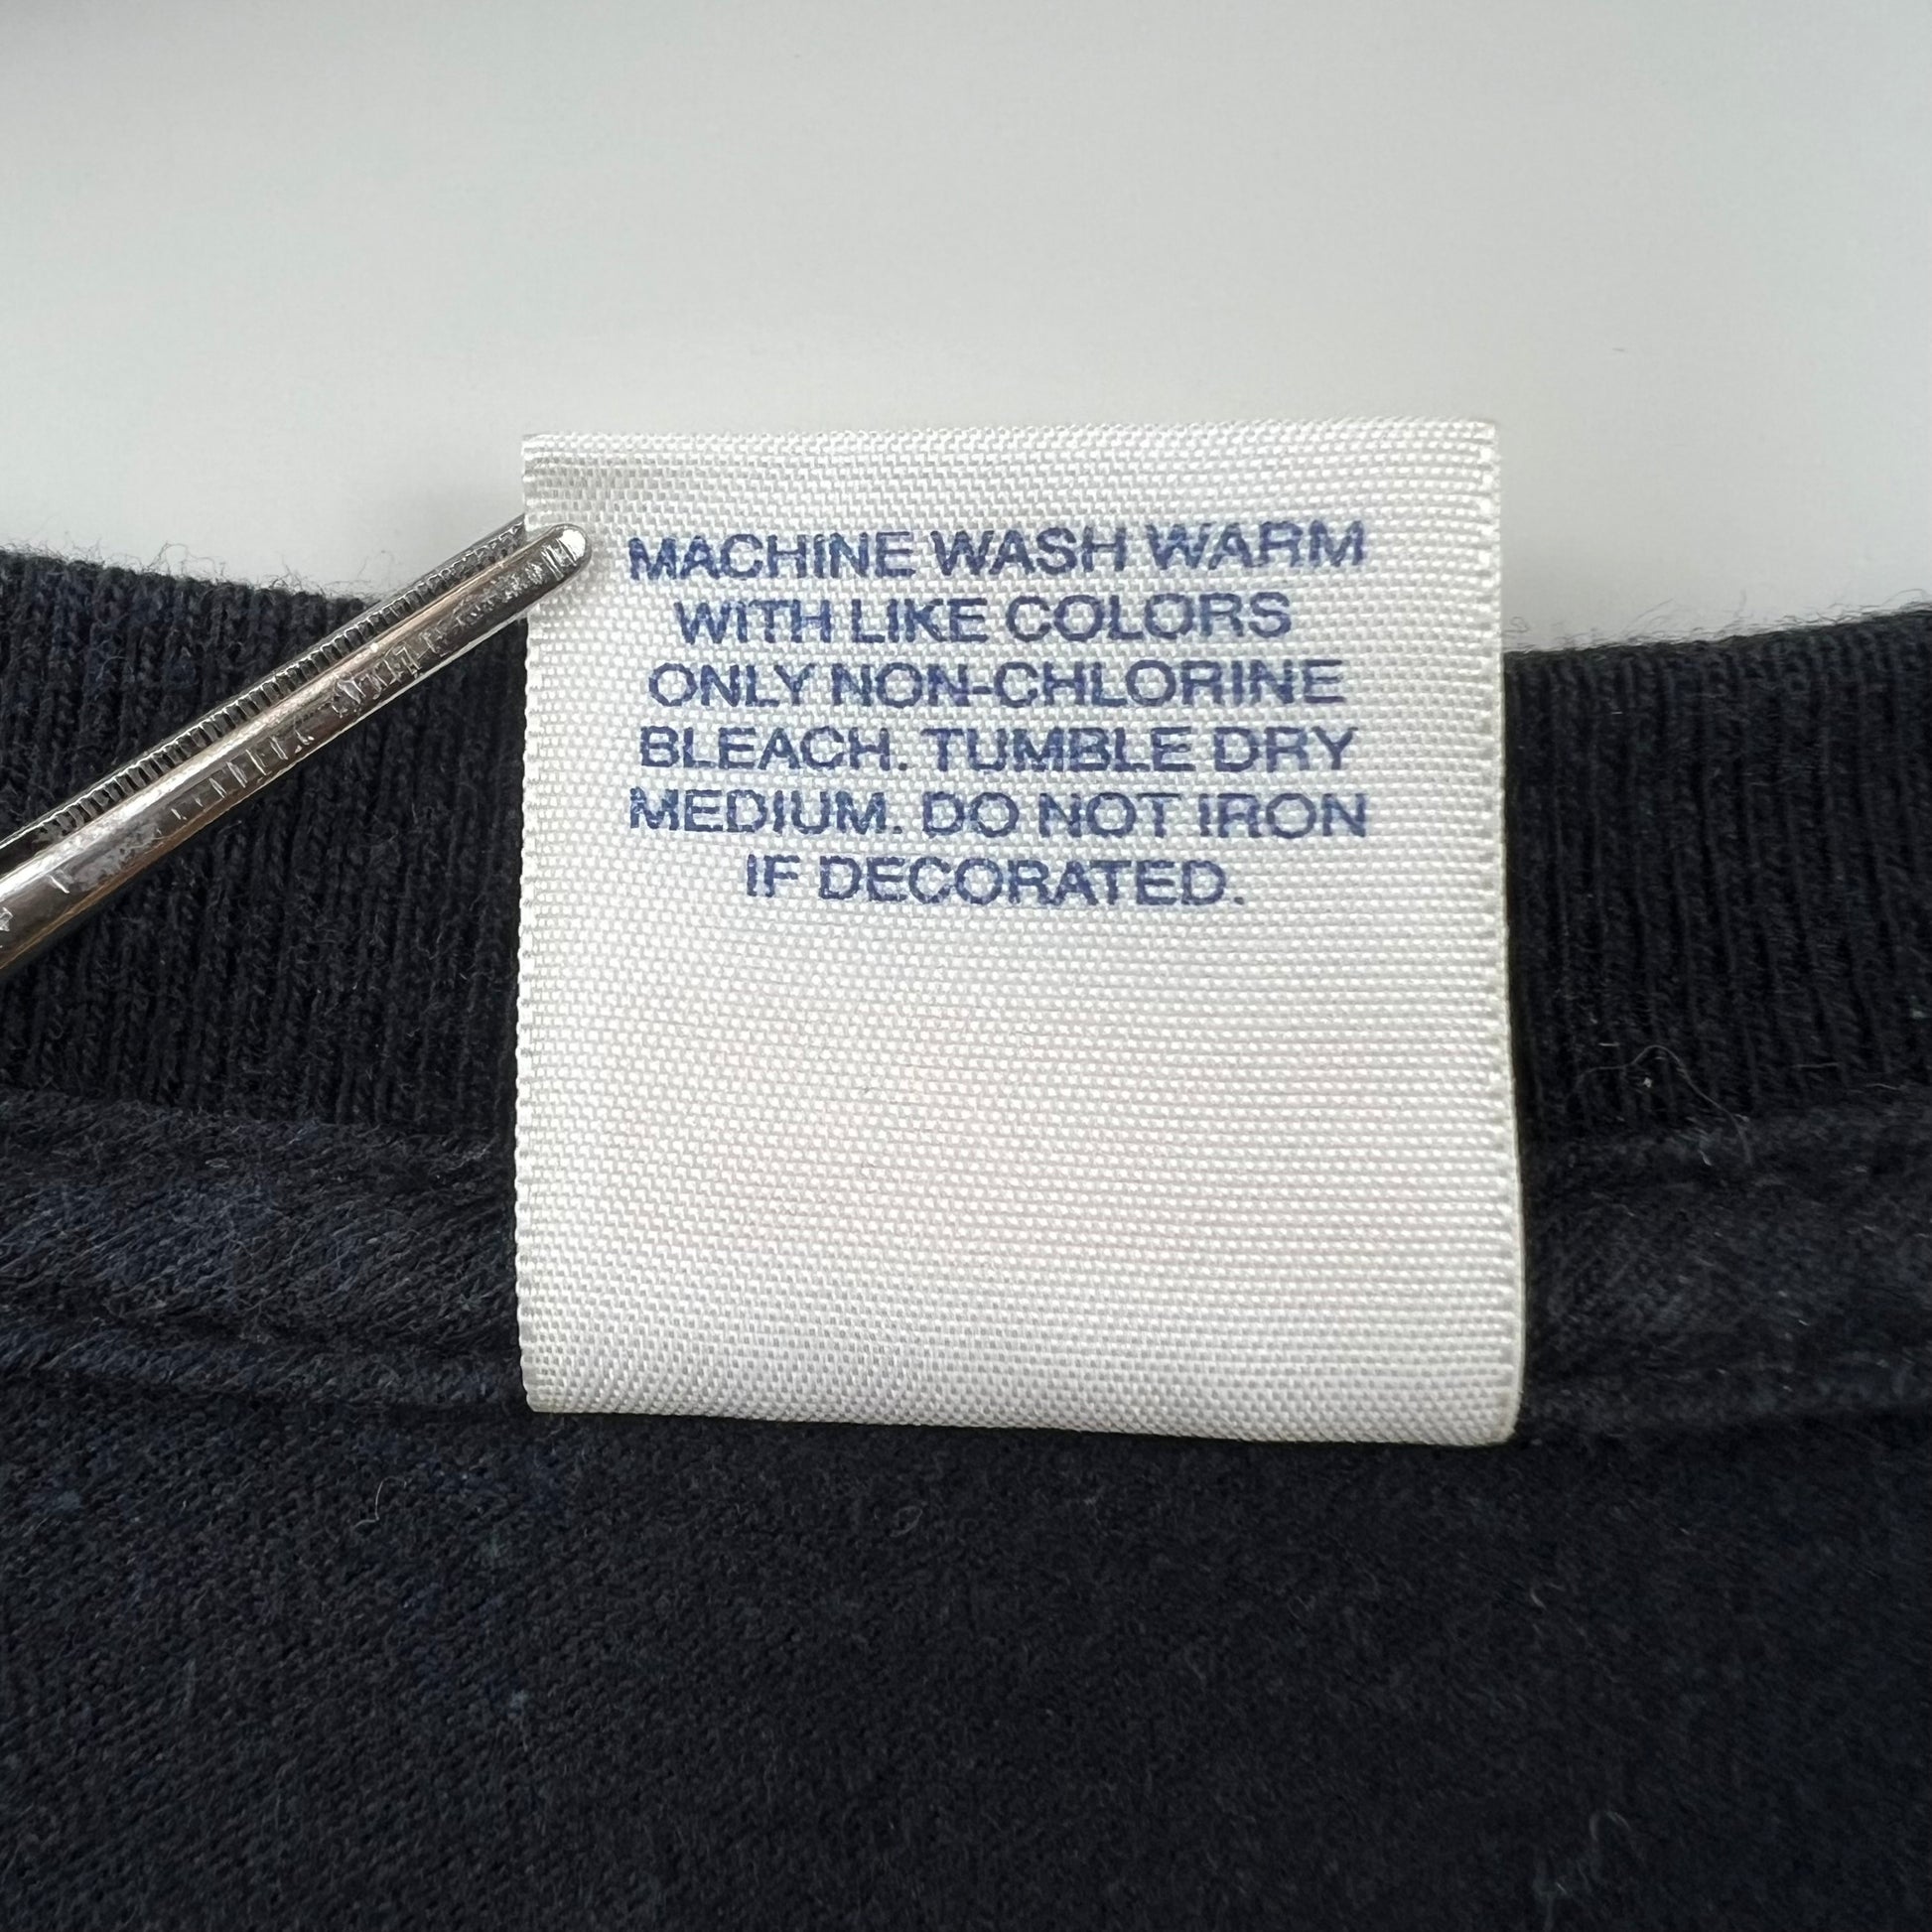 MACHINE WASH WARM
WITH LIKE COLORS
ONLY NON-CHLORINE
BLEACH. TUMBLE DRY
MEDIUM. DO NOT IRON
IF DECORATED.